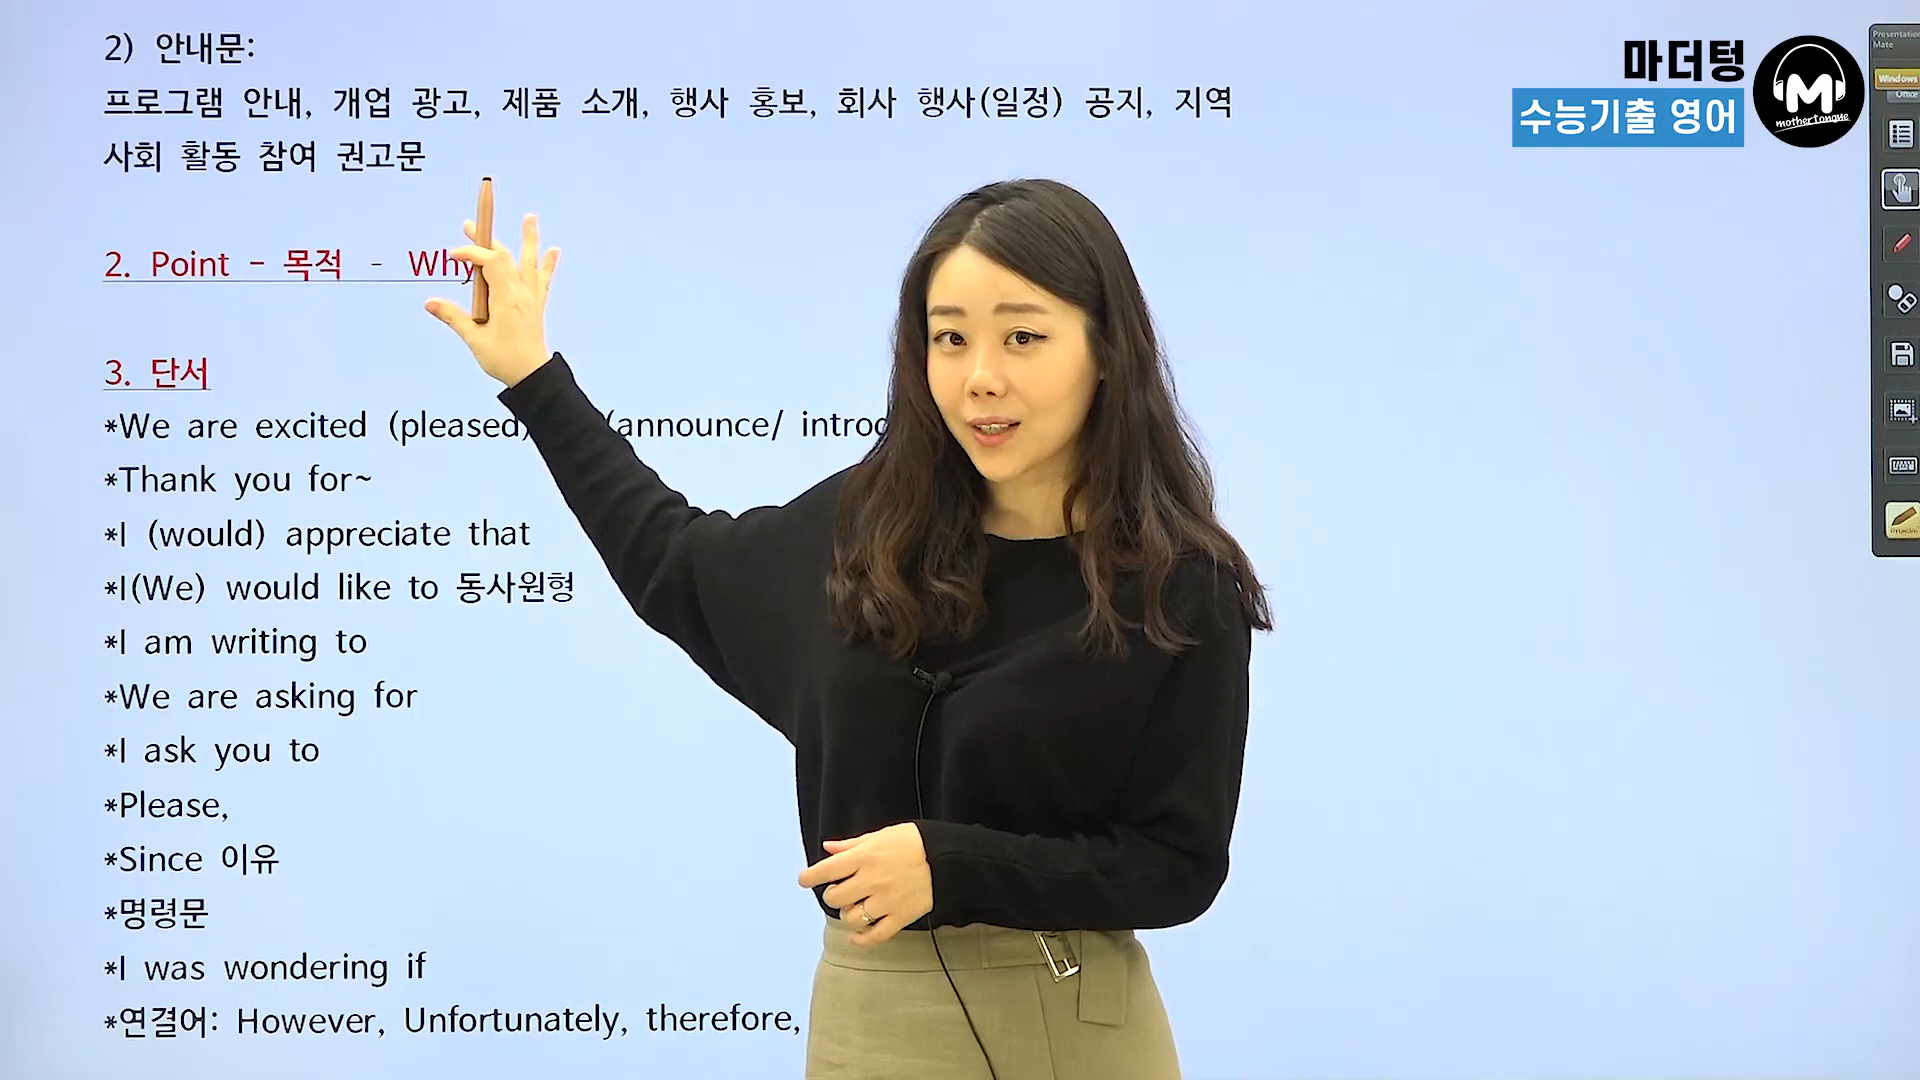 2) 안내문:
프로그램 안내, 개업 광고, 제품 소개, 행사 홍보, 회사 행사(일정) 공지, 지역
사회 활동 참여 권고문
2. Point - 목적 - Why
3. 단서
*We are excited (pleased) (announce/
*Thank you for~
*I (would) appreciate that
*I(We) would like to 동사원형
*I am writing to
*We are asking for
*I ask you to
*Please,
*Since 이유
*명령문
*I was wondering if
*연결어: However, Unfortunately, therefore,
마더텅
수능기출 영어
M
mothertongue
Presentation
Mate
Windows
Office